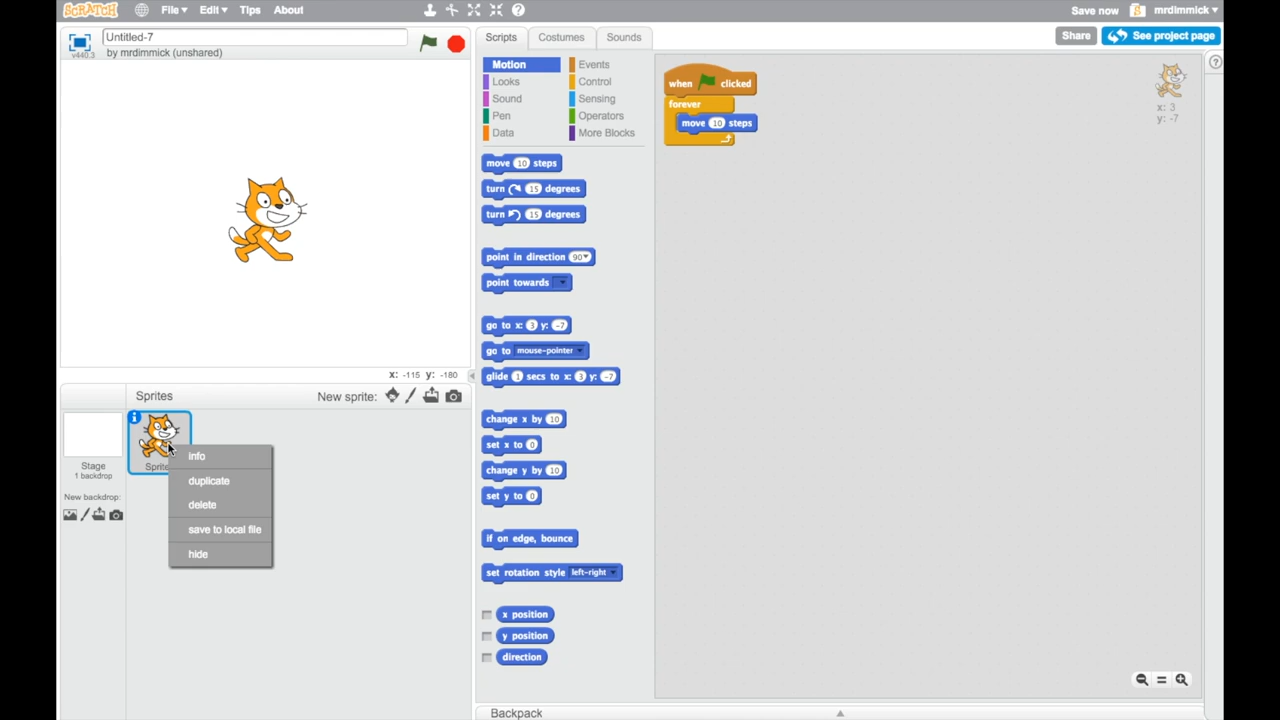 SCRATCH File▾ Edit▾ Tips About Save now mrdimmick▾
v440.3 Untitled-7
by mrdimmick (unshared)
Share See project page
Scripts Costumes Sounds
Motion Events
Looks Control
Sound Sensing
Pen Operators
Data More Blocks
move 10 steps
turn 15 degrees
turn 15 degrees
point in direction 90▾
point towards
go to x: 3 y: -7
go to mouse-pointer
glide 1 secs to x: 3 y: -7
change x by 10
set x to 0
change y by 10
set y to 0
if on edge, bounce
set rotation style left-right
x position
y position
direction
when clicked
forever
move 10 steps
x: 3
y: -7
x: -115 y: -180
Sprites New sprite:
Stage
1 backdrop
New backdrop:
info
duplicate
delete
save to local file
hide
Backpack